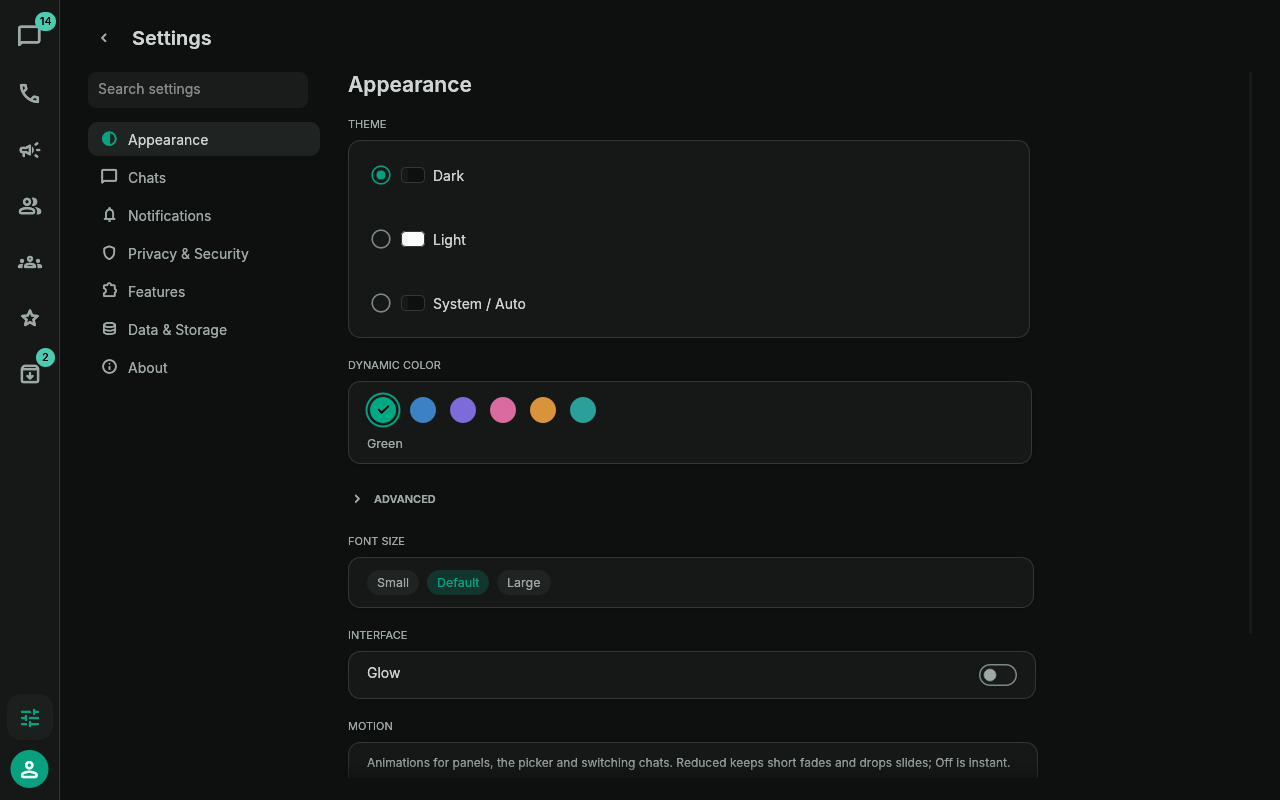 14
Settings
Search settings
Appearance
Chats
Notifications
Privacy & Security
Features
Data & Storage
About
2
Appearance
THEME
Dark
Light
System / Auto
DYNAMIC COLOR
Green
ADVANCED
FONT SIZE
Small Default Large
INTERFACE
Glow
MOTION
Animations for panels, the picker and switching chats. Reduced keeps short fades and drops slides; Off is instant.